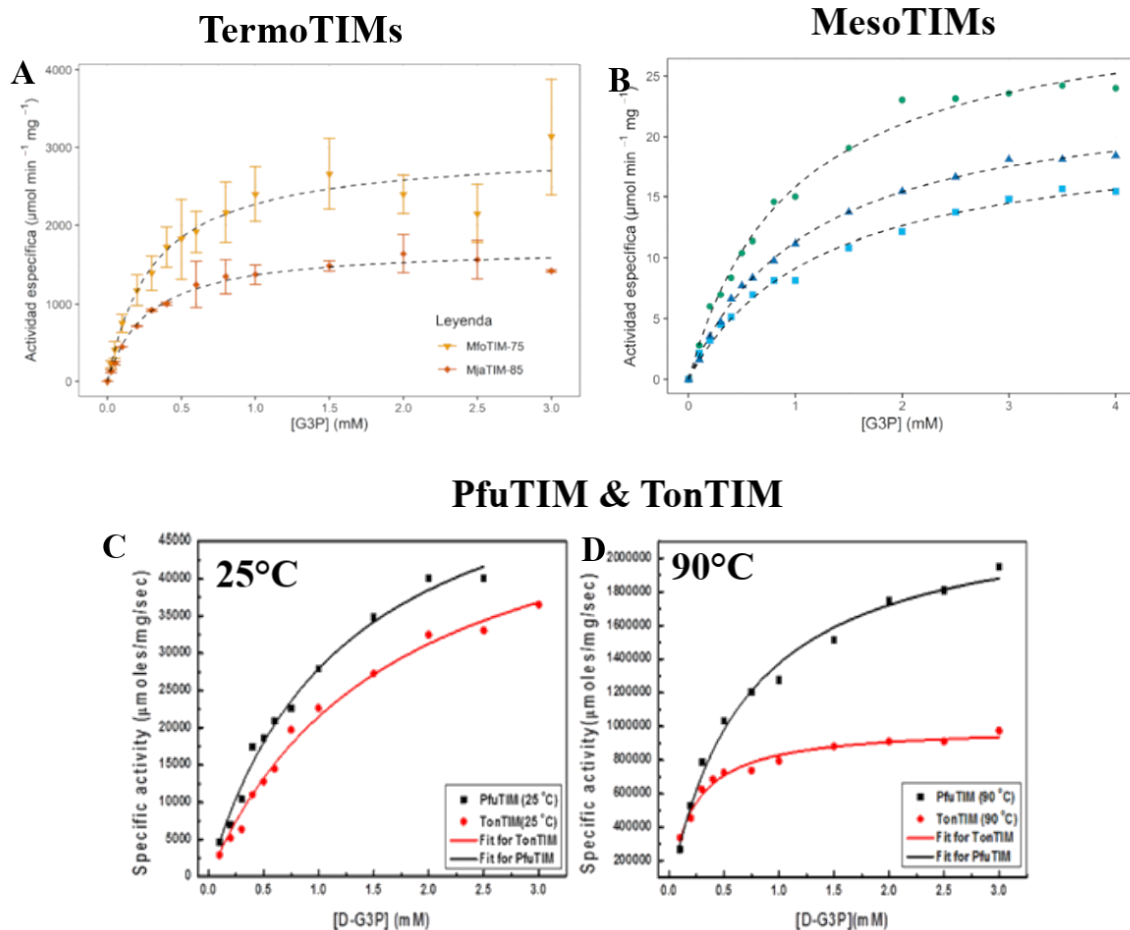 TermoTIMs
MesoTIMs
A
4000
3000
2000
1000
0
Actividad específica (µmol min ⁻¹ mg ⁻¹)
Leyenda
MfoTIM-75
MjaTIM-85
0.0 0.5 1.0 1.5 2.0 2.5 3.0
[G3P] (mM)
B
25
20
15
10
5
0
Actividad específica (µmol min ⁻¹ mg ⁻¹)
0 1 2 3 4
[G3P] (mM)
PfuTIM & TonTIM
C
25°C
45000
40000
35000
30000
25000
20000
15000
10000
5000
0
Specific activity (µmoles/mg/sec)
PfuTIM (25 °C)
TonTIM(25 °C)
Fit for TonTIM
Fit for PfuTIM
0.0 0.5 1.0 1.5 2.0 2.5 3.0
[D-G3P] (mM)
D
90°C
2000000
1800000
1600000
1400000
1200000
1000000
800000
600000
400000
200000
Specific activity(µmoles/mg/sec)
PfuTIM (90 °C)
TonTIM (90 °C)
Fit for TonTIM
Fit for PfuTIM
0.0 0.5 1.0 1.5 2.0 2.5 3.0
[D-G3P](mM)